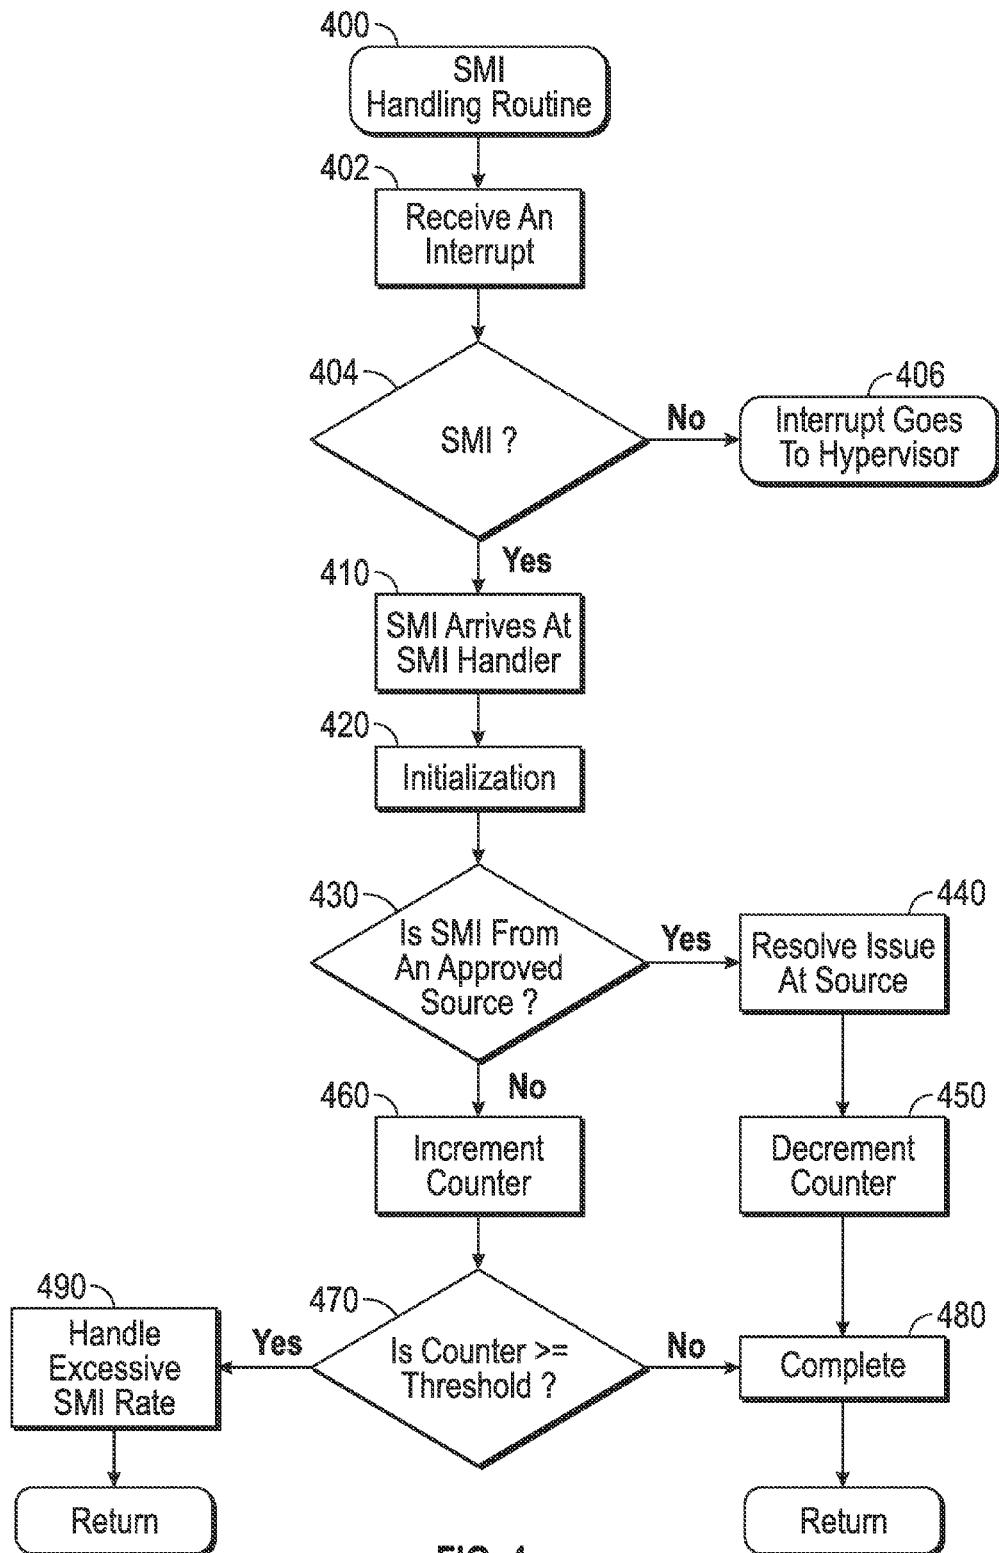 400
SMI
Handling Routine
402
Receive An
Interrupt
404
SMI ?
No
406
Interrupt Goes
To Hypervisor
Yes
410
SMI Arrives At
SMI Handler
420
Initialization
430
Is SMI From
An Approved
Source ?
Yes
440
Resolve Issue
At Source
No
460
Increment
Counter
450
Decrement
Counter
470
Is Counter >=
Threshold ?
Yes
490
Handle
Excessive
SMI Rate
No
480
Complete
Return
Return